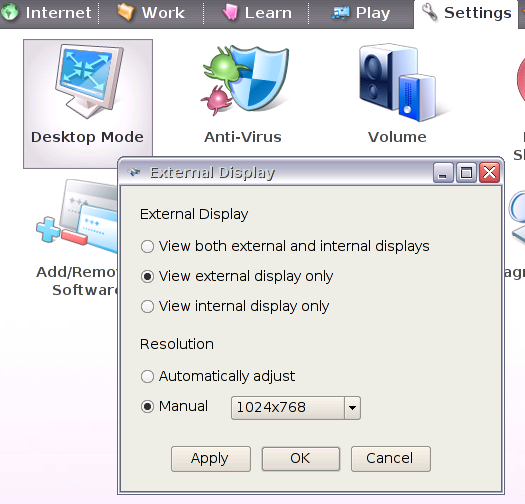 Internet Work Learn Play Settings
Desktop Mode Anti-Virus Volume
External Display
External Display
View both external and internal displays
View external display only
Add/Remo
Software
View internal display only
Resolution
Automatically adjust
Manual 1024x768
Apply OK Cancel